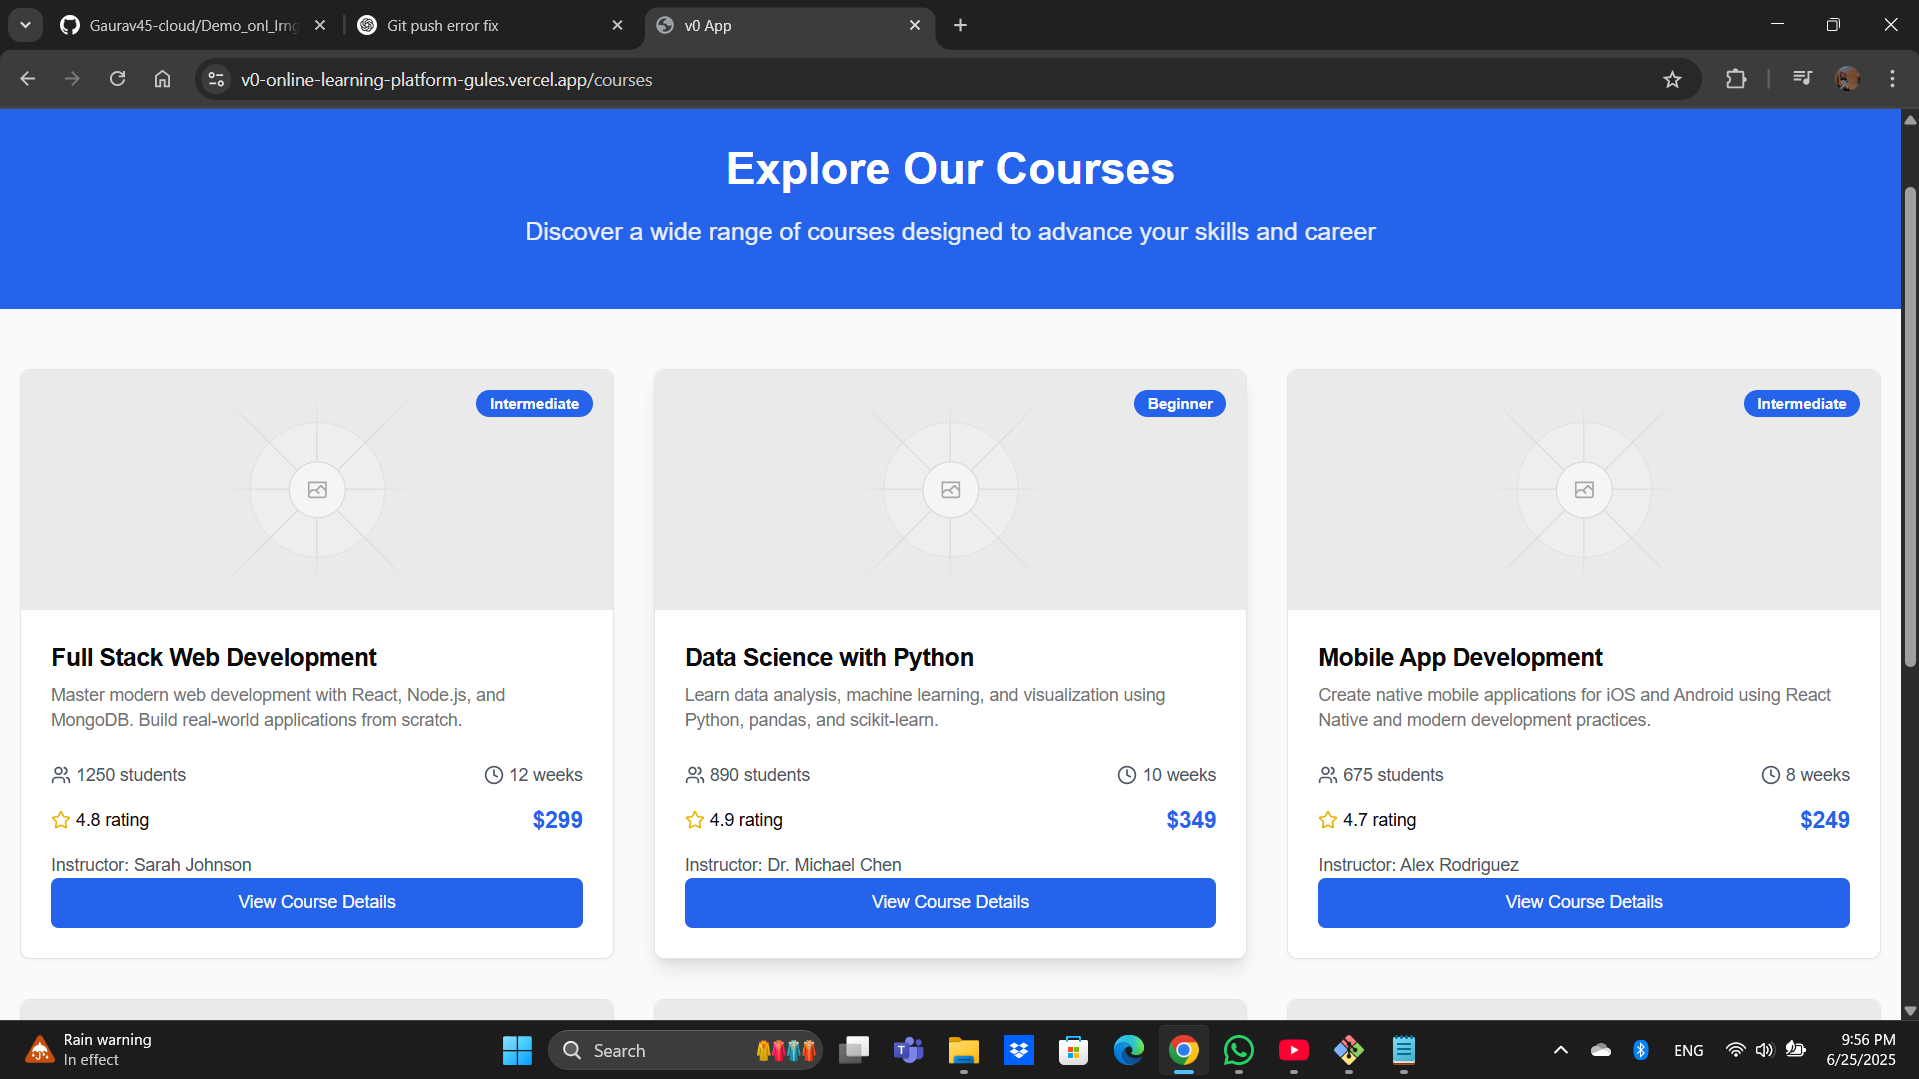 Gaurav45-cloud/Demo_onl_lrng
Git push error fix
v0 App
v0-online-learning-platform-gules.vercel.app/courses
Explore Our Courses
Discover a wide range of courses designed to advance your skills and career
Intermediate
Beginner
Intermediate
Full Stack Web Development
Master modern web development with React, Node.js, and
MongoDB. Build real-world applications from scratch.
1250 students
12 weeks
4.8 rating
$299
Instructor: Sarah Johnson
View Course Details
Data Science with Python
Learn data analysis, machine learning, and visualization using
Python, pandas, and scikit-learn.
890 students
10 weeks
4.9 rating
$349
Instructor: Dr. Michael Chen
View Course Details
Mobile App Development
Create native mobile applications for iOS and Android using React
Native and modern development practices.
675 students
8 weeks
4.7 rating
$249
Instructor: Alex Rodriguez
View Course Details
Rain warning
In effect
Search
ENG
9:56 PM
6/25/2025